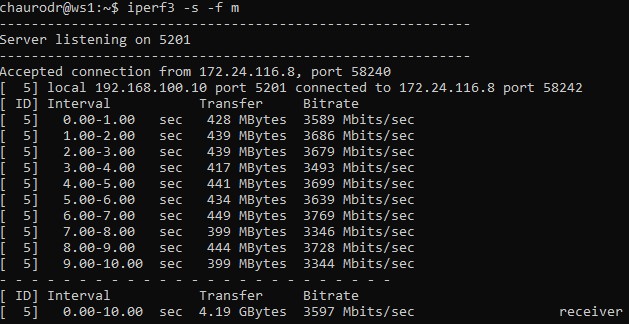 chaurodr@ws1:~$ iperf3 -s -f m
-----------------------------------------------------------
Server listening on 5201
-----------------------------------------------------------
Accepted connection from 172.24.116.8, port 58240
[  5] local 192.168.100.10 port 5201 connected to 172.24.116.8 port 58242
[ ID] Interval           Transfer     Bitrate
[  5]   0.00-1.00   sec   428 MBytes  3589 Mbits/sec
[  5]   1.00-2.00   sec   439 MBytes  3686 Mbits/sec
[  5]   2.00-3.00   sec   439 MBytes  3679 Mbits/sec
[  5]   3.00-4.00   sec   417 MBytes  3493 Mbits/sec
[  5]   4.00-5.00   sec   441 MBytes  3699 Mbits/sec
[  5]   5.00-6.00   sec   434 MBytes  3639 Mbits/sec
[  5]   6.00-7.00   sec   449 MBytes  3769 Mbits/sec
[  5]   7.00-8.00   sec   399 MBytes  3346 Mbits/sec
[  5]   8.00-9.00   sec   444 MBytes  3728 Mbits/sec
[  5]   9.00-10.00  sec   399 MBytes  3344 Mbits/sec
- - - - - - - - - - - - - - - - - - - - - - - - -
[ ID] Interval           Transfer     Bitrate
[  5]   0.00-10.00  sec  4.19 GBytes  3597 Mbits/sec                  receiver